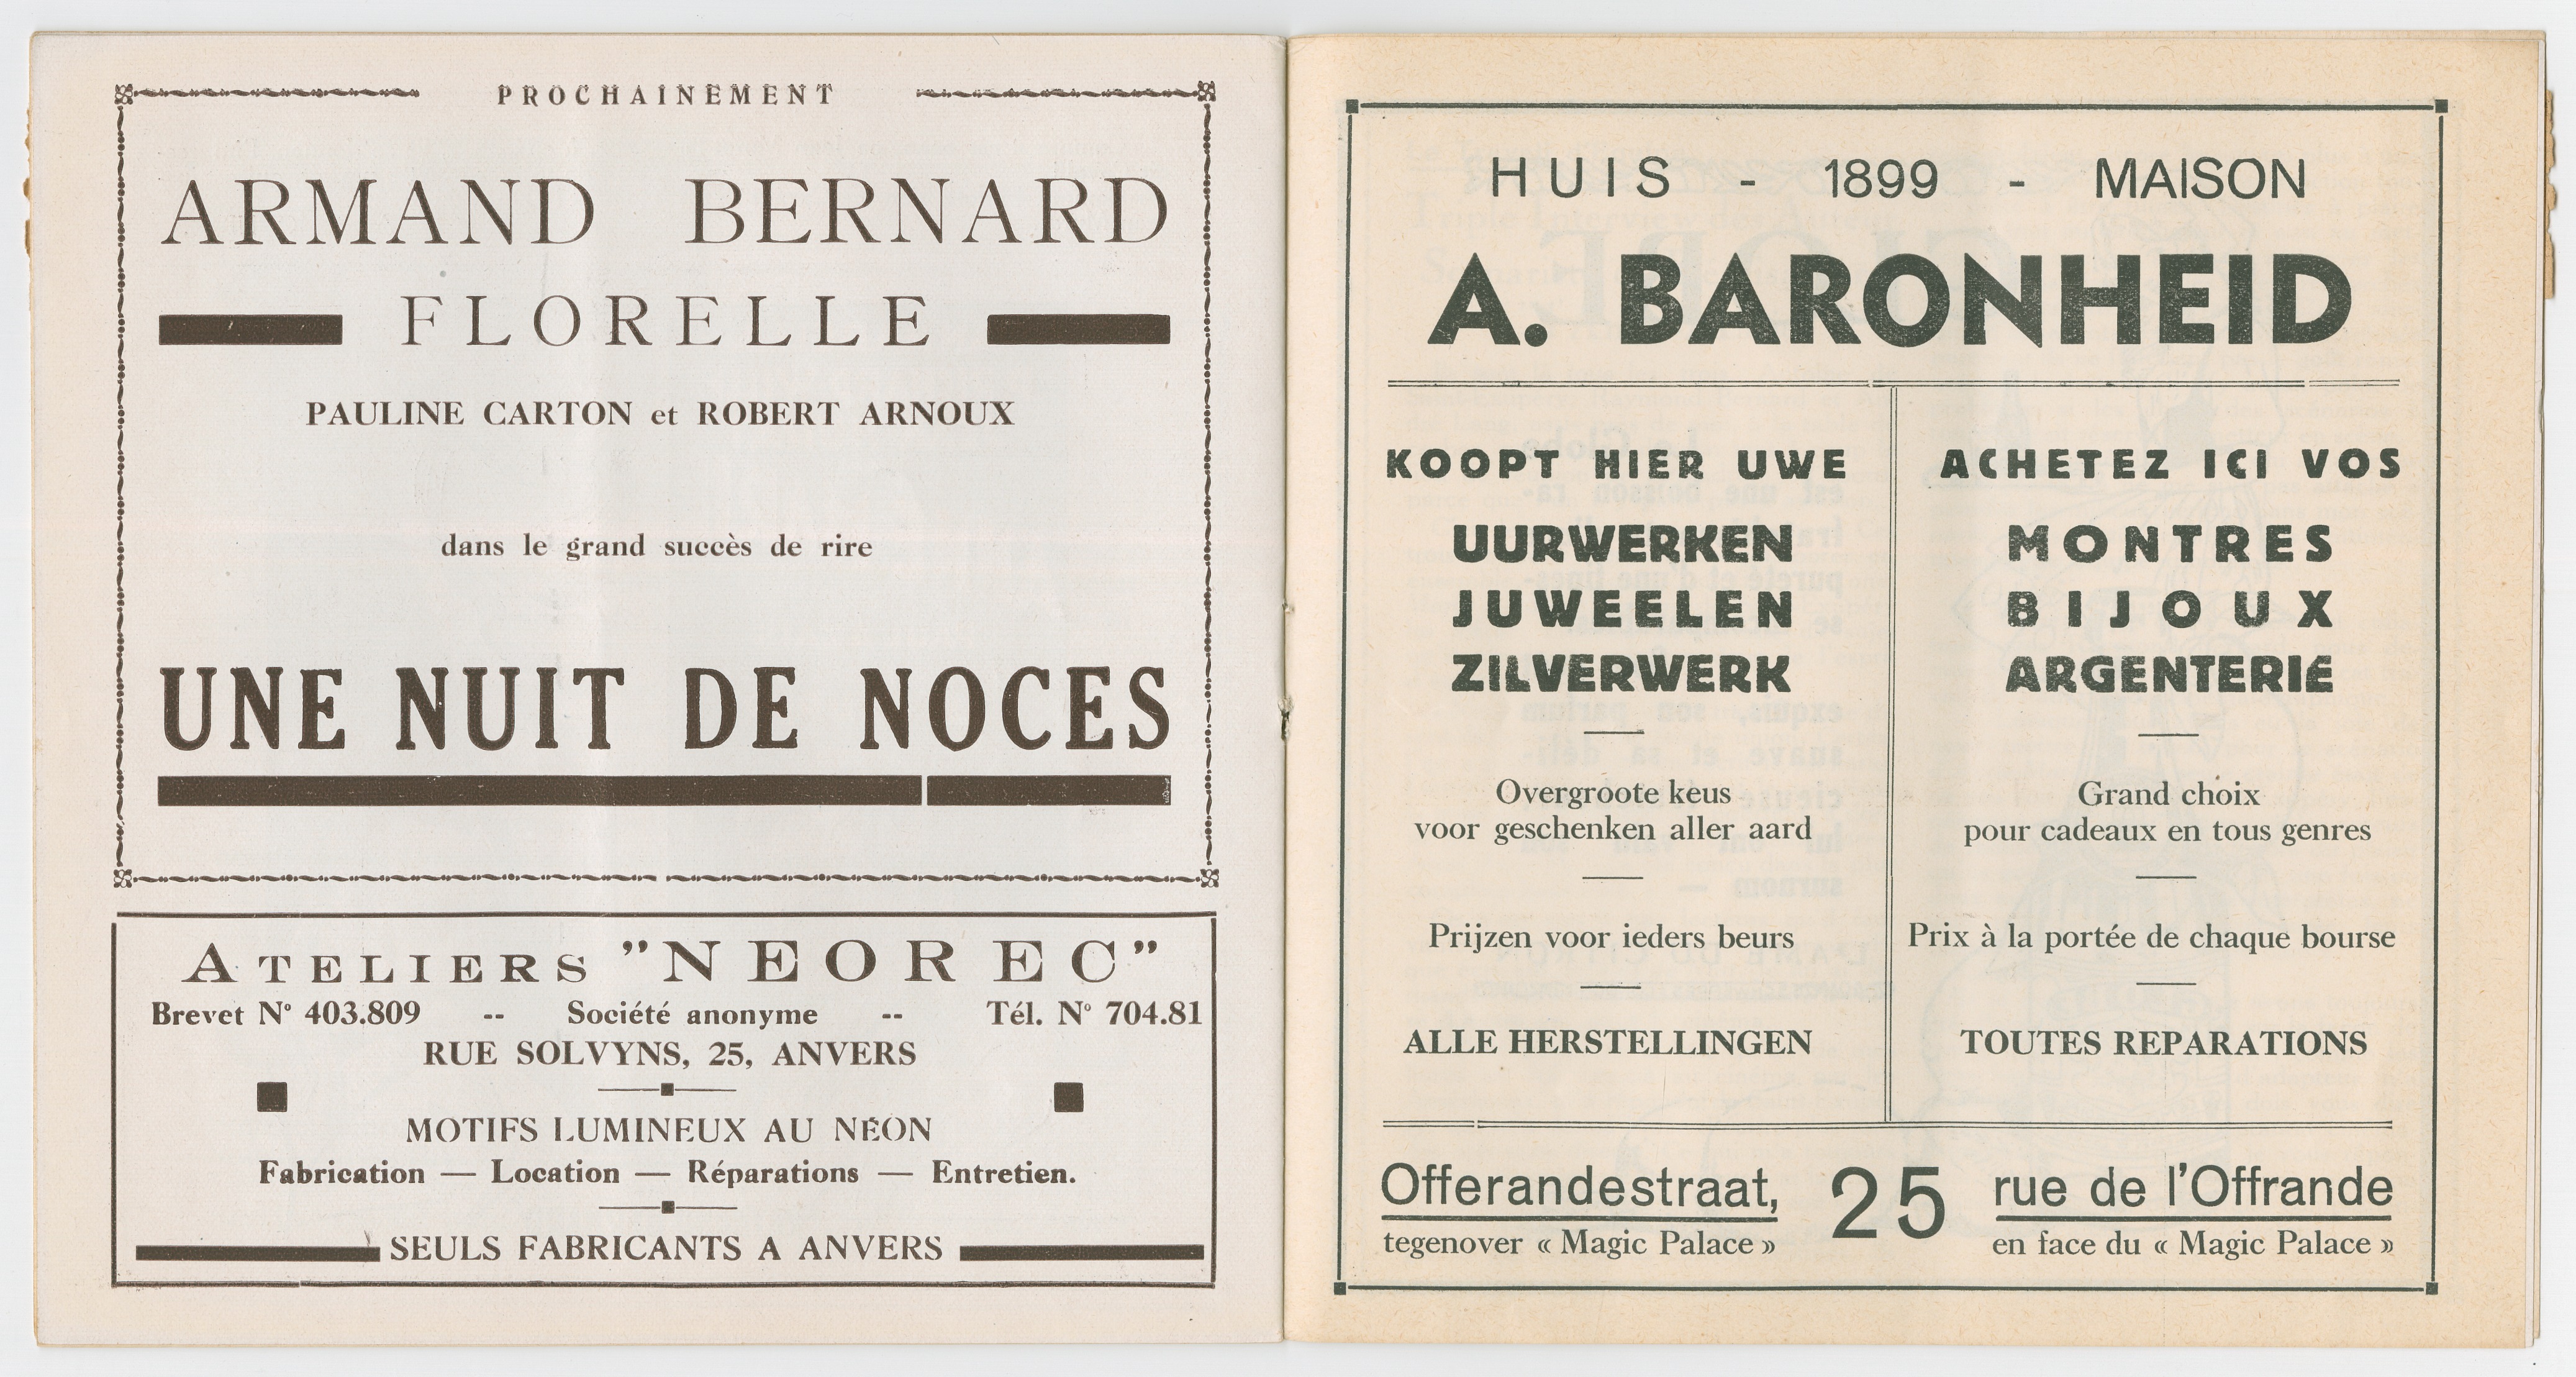 PROCHAINEMENT
ARMAND BERNARD
FLORELLE
PAULINE CARTON et ROBERT ARNOUX
dans le grand succès de rire
UNE NUIT DE NOCES
ATELIERS "NEOREC"
Brevet N° 403.809 -- Société anonyme -- Tél. N° 704.81
RUE SOLVYNS, 25, ANVERS
MOTIFS LUMINEUX AU NÉON
Fabrication — Location — Réparations — Entretien.
SEULS FABRICANTS A ANVERS
HUIS - 1899 - MAISON
A. BARONHEID
KOOPT HIER UWE
UURWERKEN
JUWEELEN
ZILVERWERK
Overgroote keus
voor geschenken aller aard
Prijzen voor ieders beurs
ALLE HERSTELLINGEN
ACHETEZ ICI VOS
MONTRES
BIJOUX
ARGENTERIE
Grand choix
pour cadeaux en tous genres
Prix à la portée de chaque bourse
TOUTES REPARATIONS
Offerandestraat, 25 rue de l'Offrande
tegenover « Magic Palace » en face du « Magic Palace »